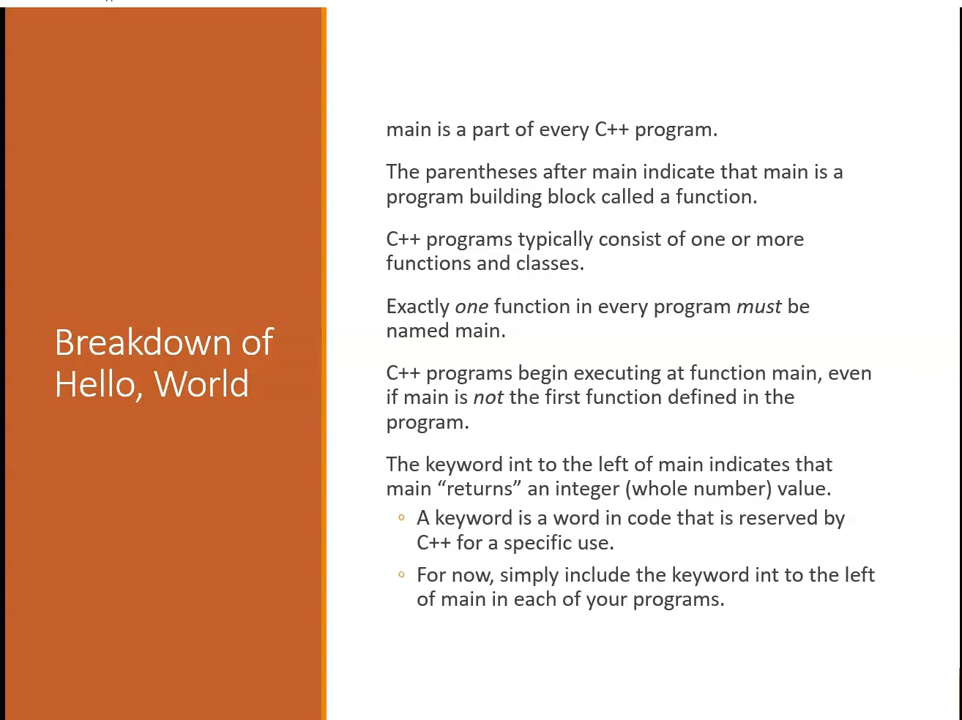 Breakdown of
Hello, World
main is a part of every C++ program.
The parentheses after main indicate that main is a
program building block called a function.
C++ programs typically consist of one or more
functions and classes.
Exactly one function in every program must be
named main.
C++ programs begin executing at function main, even
if main is not the first function defined in the
program.
The keyword int to the left of main indicates that
main “returns” an integer (whole number) value.
A keyword is a word in code that is reserved by
C++ for a specific use.
For now, simply include the keyword int to the left
of main in each of your programs.